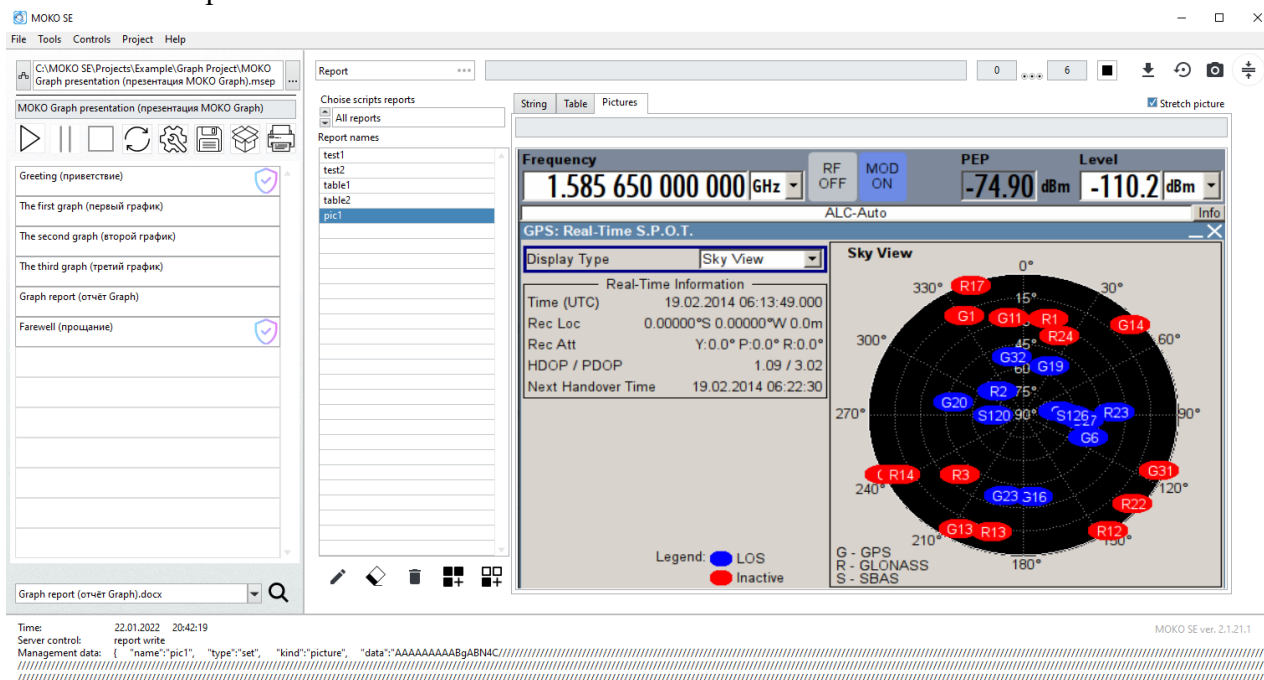 MOKO SE
File Tools Controls Project Help
C:\MOKO SE\Projects\Example\Graph Project\MOKO
Graph presentation (презентация MOKO Graph).msep
...
MOKO Graph presentation (презентация MOKO Graph)
Greeting (приветствие)
The first graph (первый график)
The second graph (второй график)
The third graph (третий график)
Graph report (отчёт Graph)
Farewell (прощание)
Graph report (отчёт Graph).docx
Report
0
6
Choise scripts reports
All reports
Report names
test1
test2
table1
table2
pic1
String Table Pictures
Stretch picture
Frequency
1.585 650 000 000 GHz
RF OFF
MOD ON
PEP
-74.90 dBm
Level
-110.2 dBm
ALC-Auto
Info
GPS: Real-Time S.P.O.T.
Display Type Sky View
Real-Time Information
Time (UTC) 19.02.2014 06:13:49.000
Rec Loc 0.00000°S 0.00000°W 0.0m
Rec Att Y:0.0° P:0.0° R:0.0°
HDOP / PDOP 1.09 / 3.02
Next Handover Time 19.02.2014 06:22:30
Legend: LOS
Inactive
Sky View
0°
330° R17 30°
15°
G1 G11 R1 G14
300° 45° R24 60°
G32 60 G19
R2 75°
G20
270° S120 90° S126 R23 90°
G6
R14 R3 G31
240° G23 G16 120°
R22
G13 R13 R12
210° 150°
180°
G - GPS
R - GLONASS
S - SBAS
Time: 22.01.2022 20:42:19
Server control: report write
MOKO SE ver. 2.1.21.1
Management data: { "name":"pic1", "type":"set", "kind":"picture", "data":"AAAAAAAAABgABN4C/